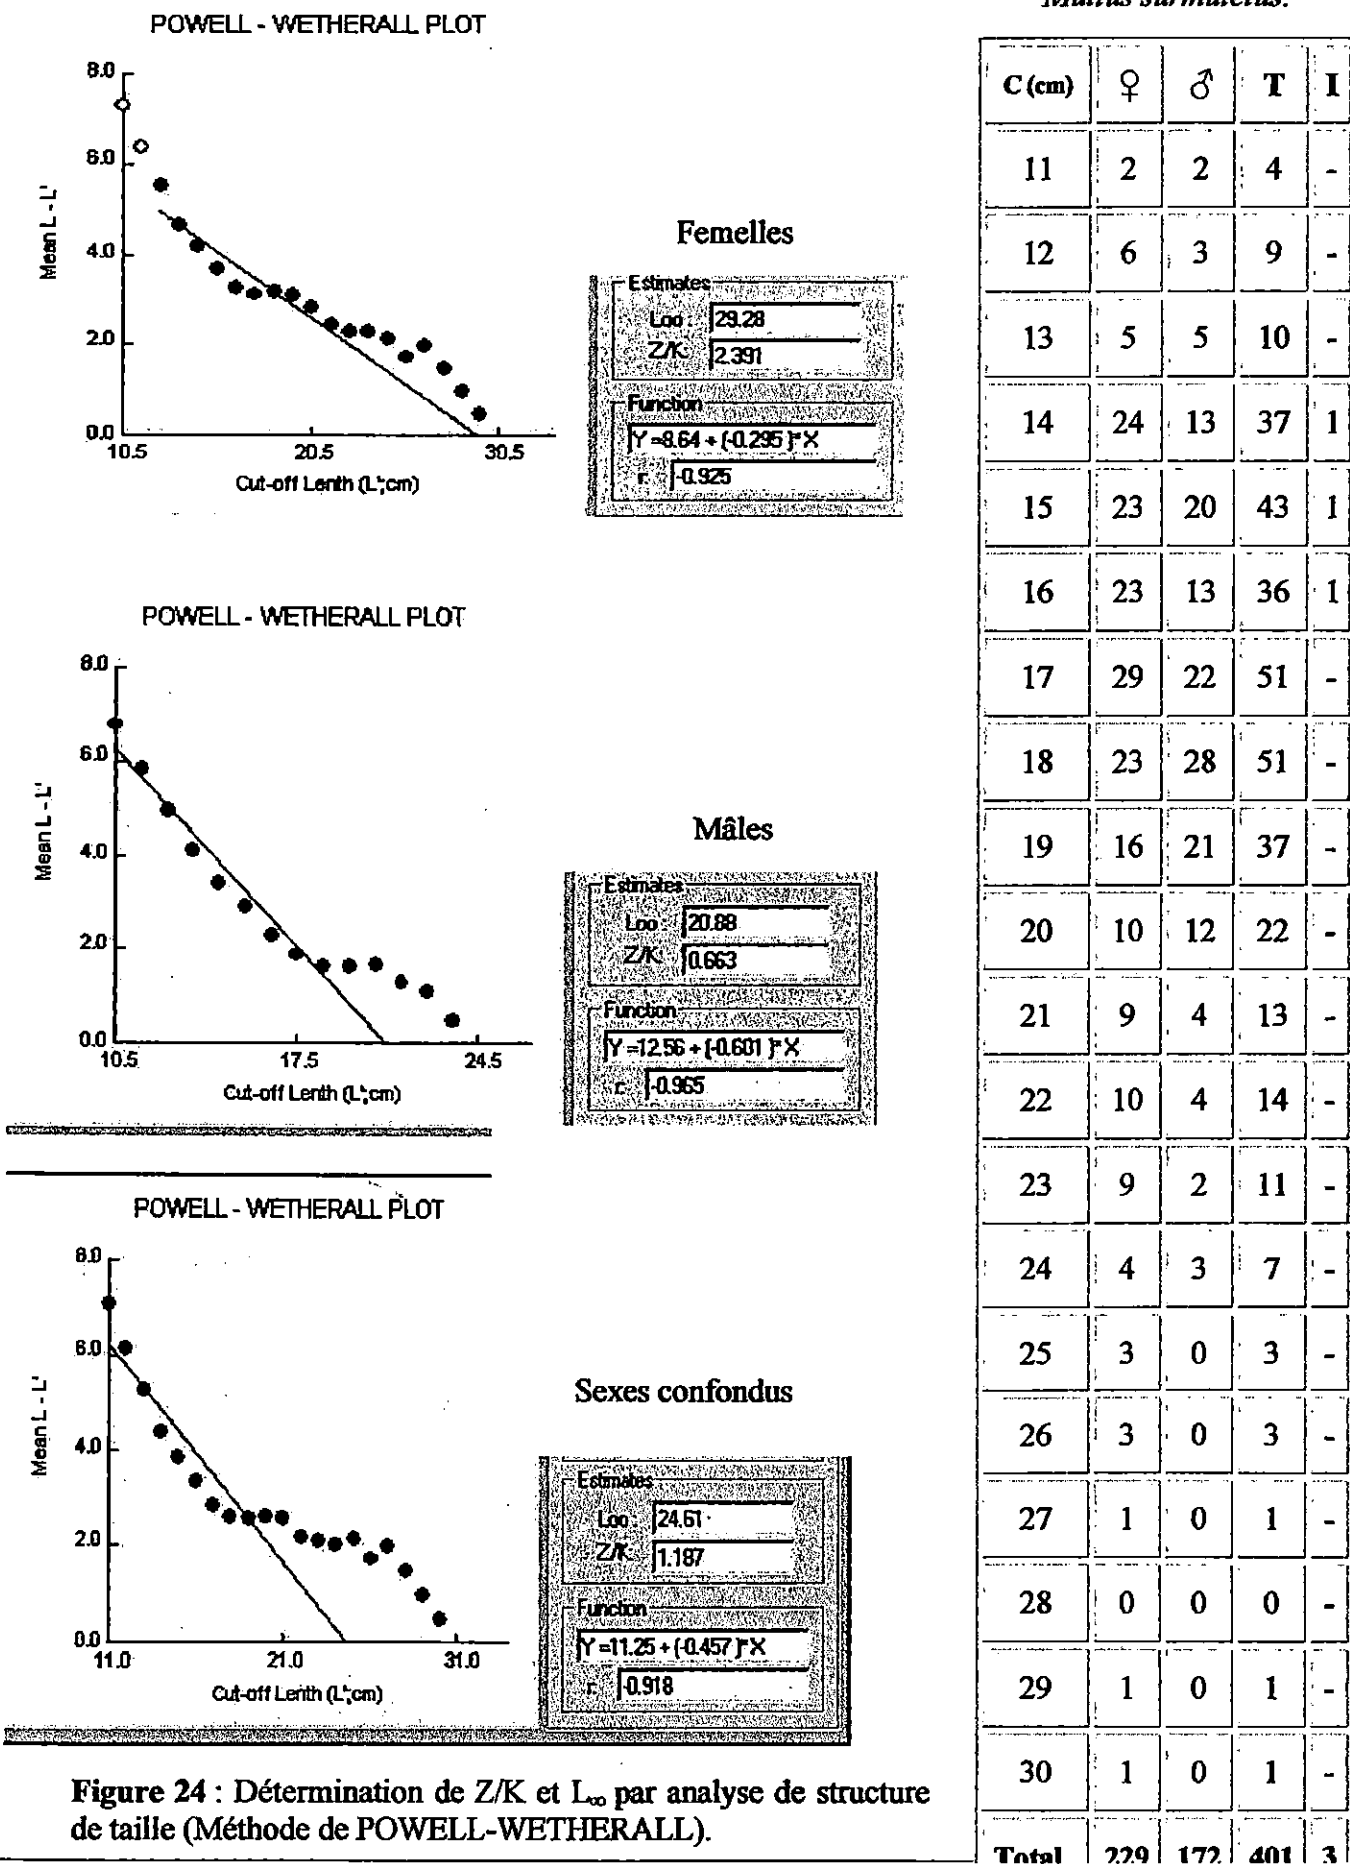 POWELL - WETHERALL PLOT
8.0
6.0
4.0
2.0
0.0
Mean L - L'
10.5 20.5 30.5
Cut-off Lenth (L';cm)
Femelles
Estimates
Loo : 29.28
Z/K: 2.391
Function
Y =8.64 + (-0.295 )* X
r: -0.925
POWELL - WETHERALL PLOT
8.0
6.0
4.0
2.0
0.0
Mean L - L'
10.5 17.5 24.5
Cut-off Lenth (L';cm)
Mâles
Estimates
Loo : 20.88
Z/K: 0.663
Function
Y =12.56 + (-0.601 )* X
r: -0.965
POWELL - WETHERALL PLOT
8.0
6.0
4.0
2.0
0.0
Mean L - L'
11.0 21.0 31.0
Cut-off Lenth (L';cm)
Sexes confondus
Estimates
Loo : 24.61
Z/K: 1.187
Function
Y =11.25 + (-0.457 )* X
r: -0.918
Figure 24 : Détermination de Z/K et L∞ par analyse de structure
de taille (Méthode de POWELL-WETHERALL).
Mullus surmuletus.
C (cm) ♀ ♂ T I
11 2 2 4 -
12 6 3 9 -
13 5 5 10 -
14 24 13 37 1
15 23 20 43 1
16 23 13 36 1
17 29 22 51 -
18 23 28 51 -
19 16 21 37 -
20 10 12 22 -
21 9 4 13 -
22 10 4 14 -
23 9 2 11 -
24 4 3 7 -
25 3 0 3 -
26 3 0 3 -
27 1 0 1 -
28 0 0 0 -
29 1 0 1 -
30 1 0 1 -
Total 229 172 401 3